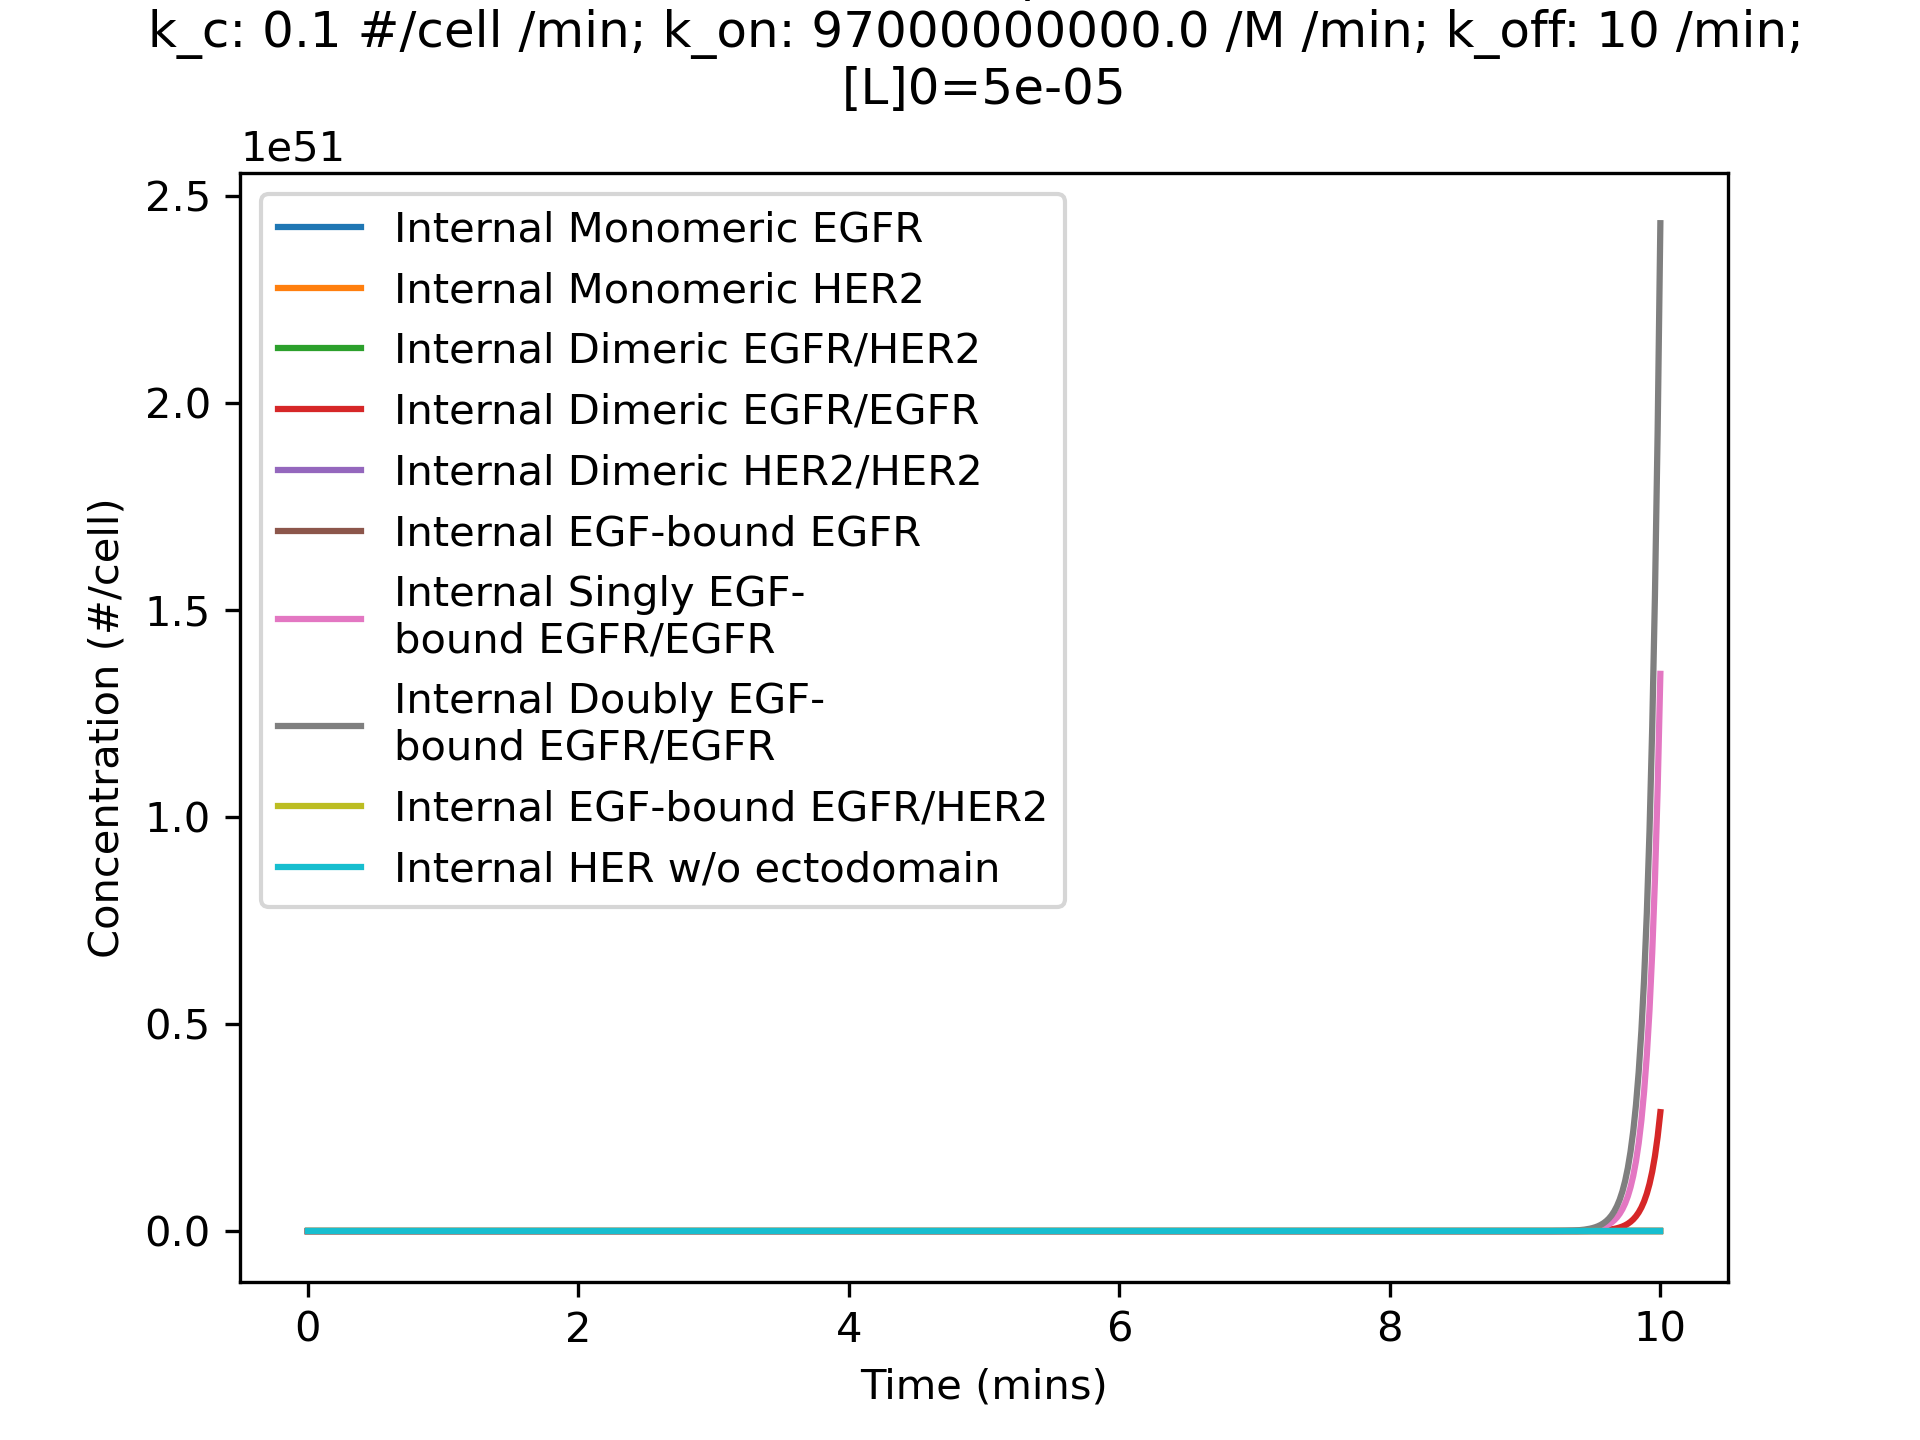 k_c: 0.1 #/cell /min; k_on: 97000000000.0 /M /min; k_off: 10 /min;
[L]0=5e-05
1e51
2.5
2.0
1.5
1.0
0.5
0.0
Concentration (#/cell)
Internal Monomeric EGFR
Internal Monomeric HER2
Internal Dimeric EGFR/HER2
Internal Dimeric EGFR/EGFR
Internal Dimeric HER2/HER2
Internal EGF-bound EGFR
Internal Singly EGF-
bound EGFR/EGFR
Internal Doubly EGF-
bound EGFR/EGFR
Internal EGF-bound EGFR/HER2
Internal HER w/o ectodomain
0 2 4 6 8 10
Time (mins)